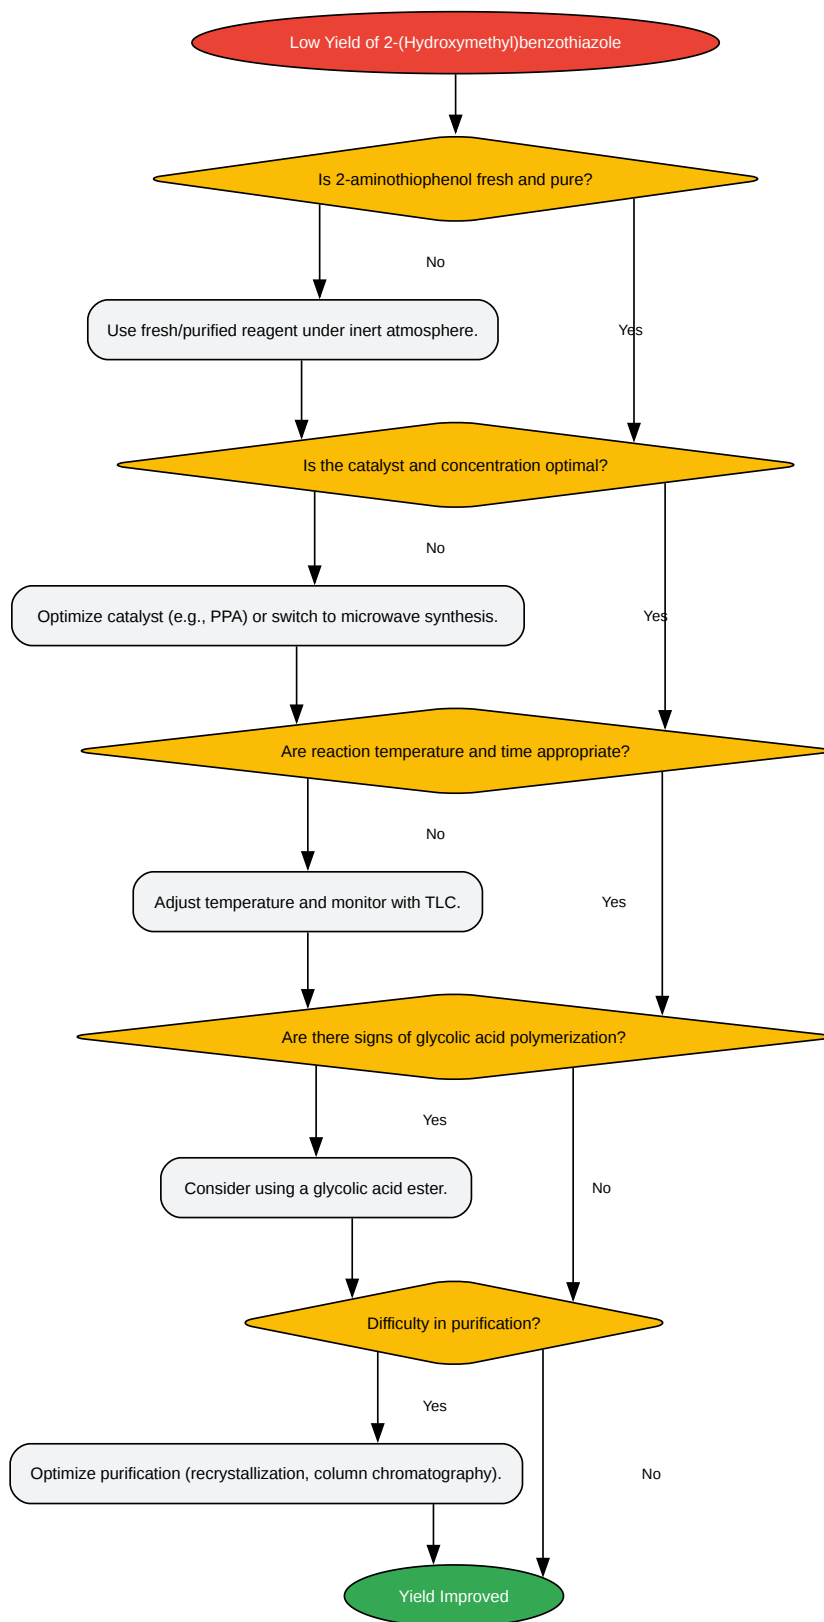 Low Yield of 2-(Hydroxymethyl)benzothiazole
Is 2-aminothiophenol fresh and pure?
No
Use fresh/purified reagent under inert atmosphere.
Yes
Is the catalyst and concentration optimal?
No
Optimize catalyst (e.g., PPA) or switch to microwave synthesis.
Yes
Are reaction temperature and time appropriate?
No
Adjust temperature and monitor with TLC.
Yes
Are there signs of glycolic acid polymerization?
Yes
Consider using a glycolic acid ester.
No
Difficulty in purification?
Yes
Optimize purification (recrystallization, column chromatography).
No
Yield Improved